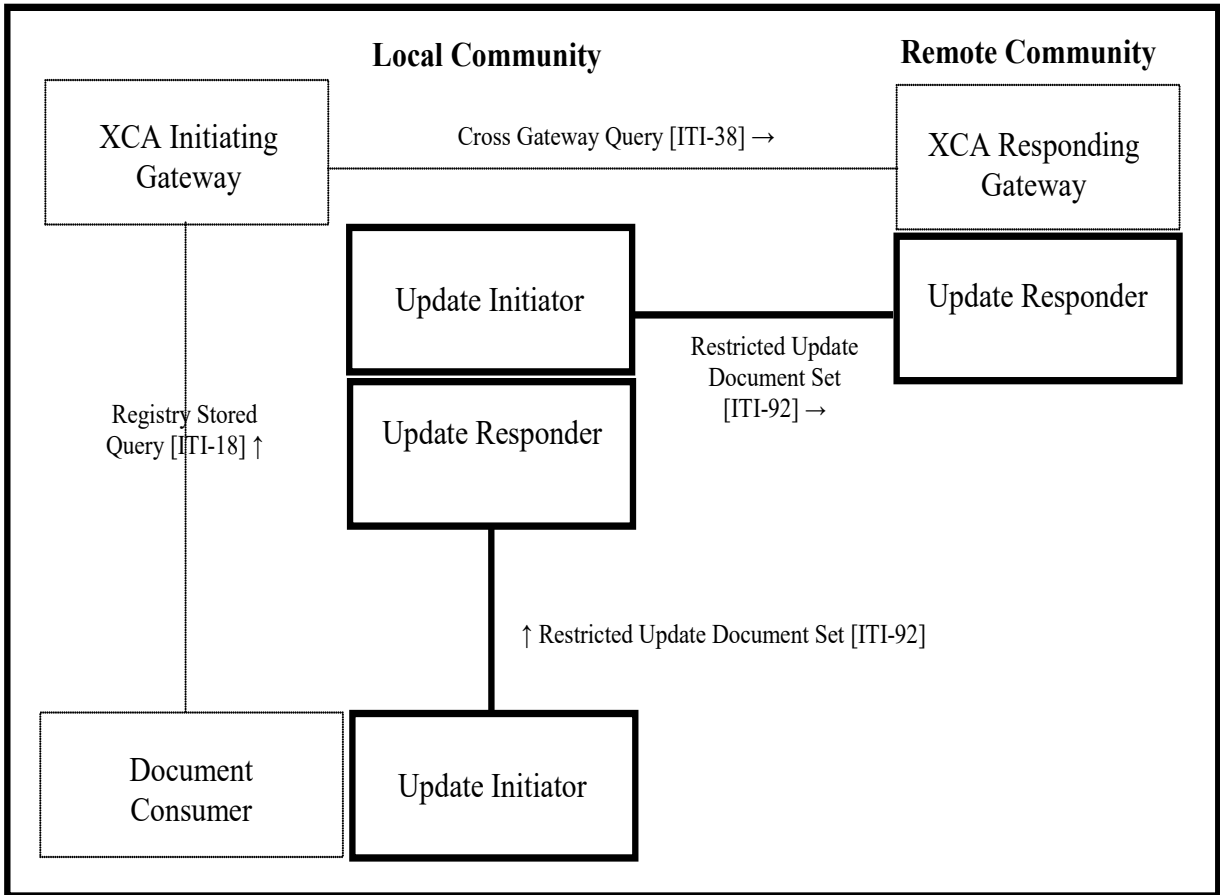 Local Community
Remote Community
XCA Initiating
Gateway
Cross Gateway Query [ITI-38] →
XCA Responding
Gateway
Update Initiator
Update Responder
Restricted Update
Document Set
[ITI-92] →
Registry Stored
Query [ITI-18] ↑
Update Responder
↑ Restricted Update Document Set [ITI-92]
Document
Consumer
Update Initiator